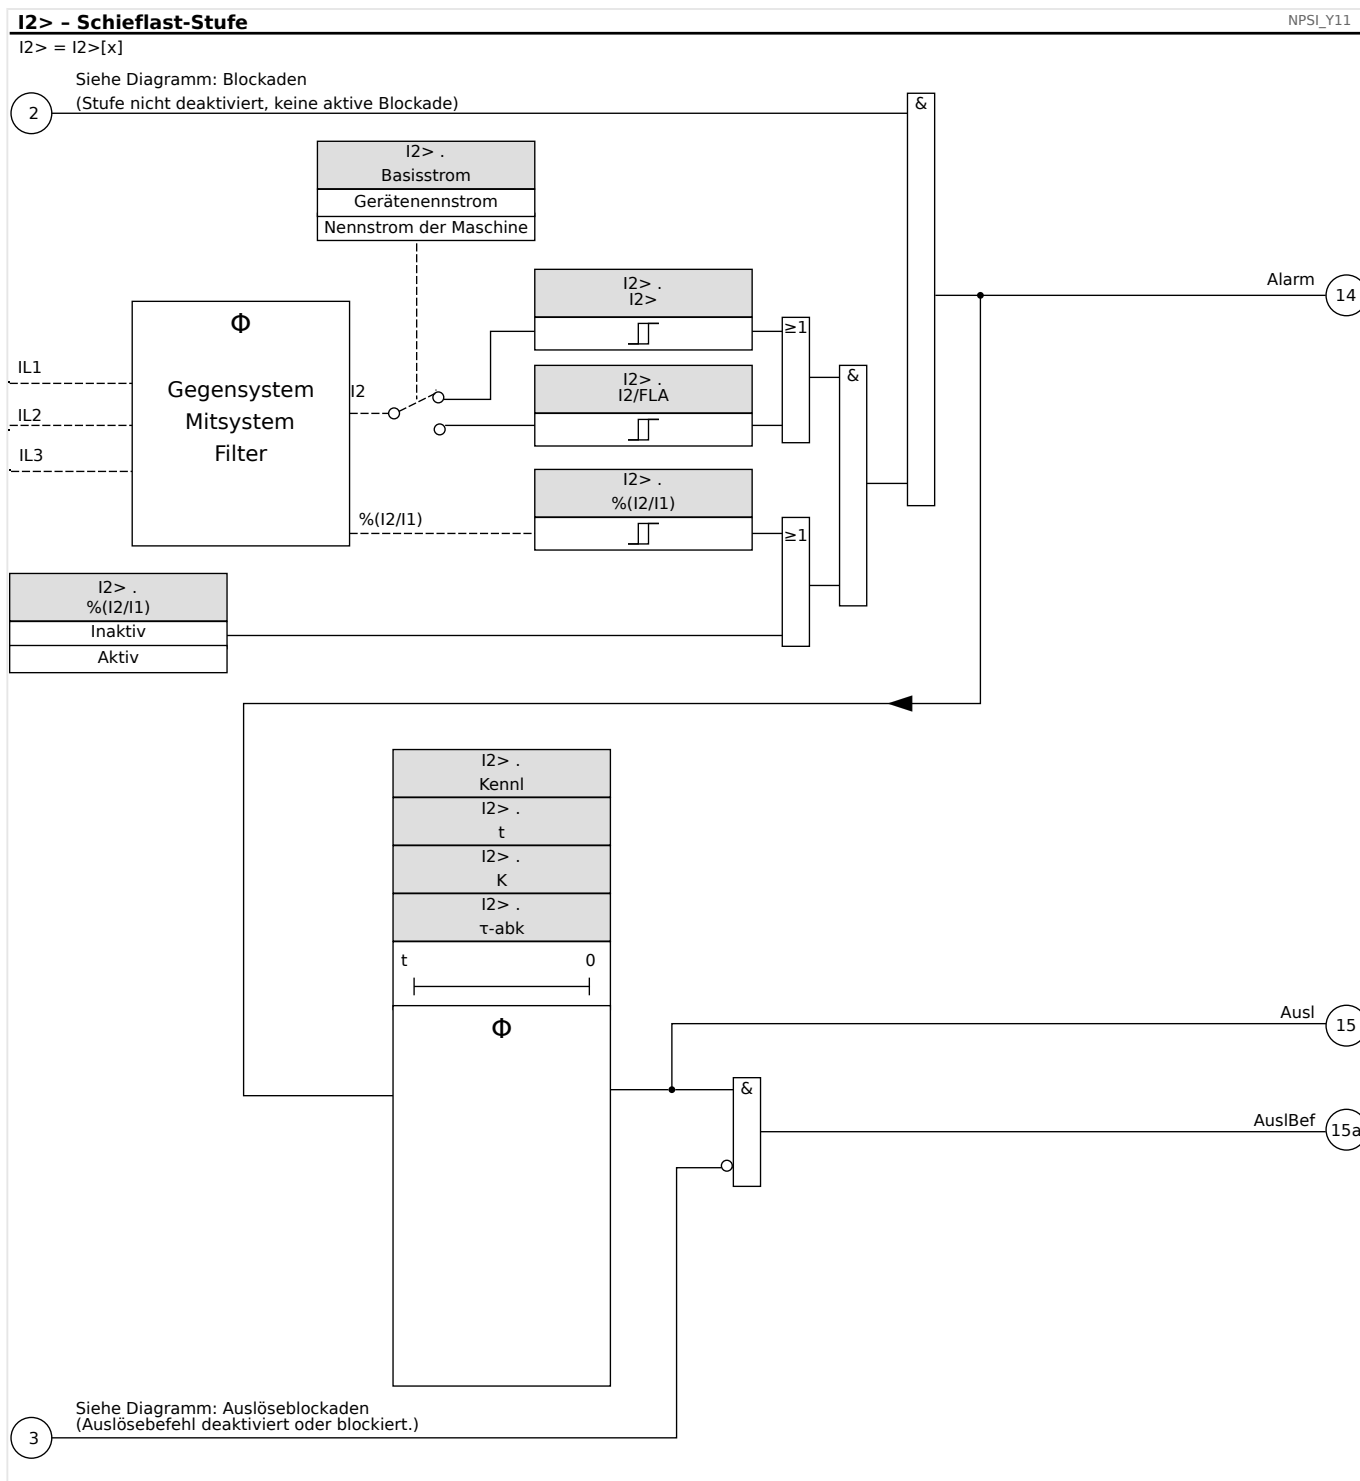 I2> – Schieflast-Stufe
NPSI_Y11
I2> = I2>[x]
Siehe Diagramm: Blockaden
(Stufe nicht deaktiviert, keine aktive Blockade)
2
&
I2> .
Basisstrom
Gerätenennstrom
Nennstrom der Maschine
I2> .
I2>
Alarm
14
Φ
≥1
IL1
Gegensystem
I2
I2> .
I2/FLA
&
IL2
Mitsystem
IL3
Filter
I2> .
%(I2/I1)
%(I2/I1)
≥1
I2> .
%(I2/I1)
Inaktiv
Aktiv
I2> .
Kennl
I2> .
t
I2> .
K
I2> .
τ-abk
t 0
Φ
Ausl
15
&
AuslBef
15a
Siehe Diagramm: Auslöseblockaden
(Auslösebefehl deaktiviert oder blockiert.)
3